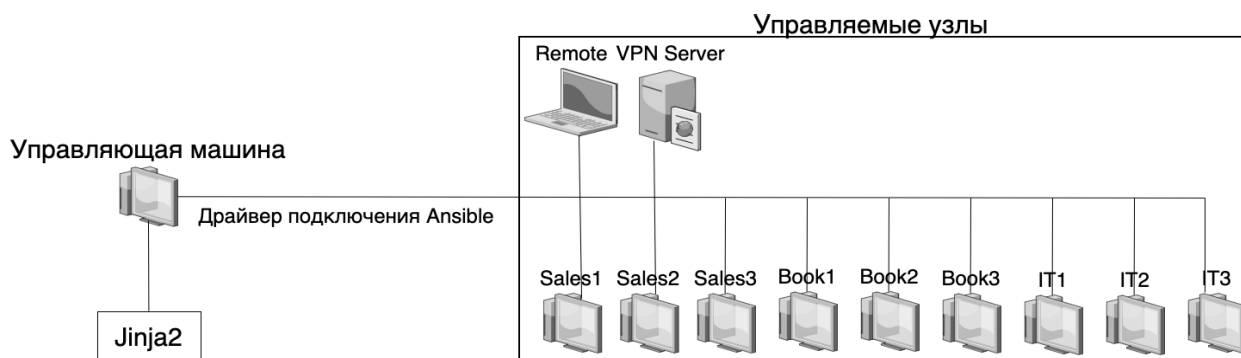 Управляемые узлы
Remote VPN Server
Управляющая машина
Драйвер подключения Ansible
Sales1 Sales2 Sales3 Book1 Book2 Book3 IT1 IT2 IT3
Jinja2